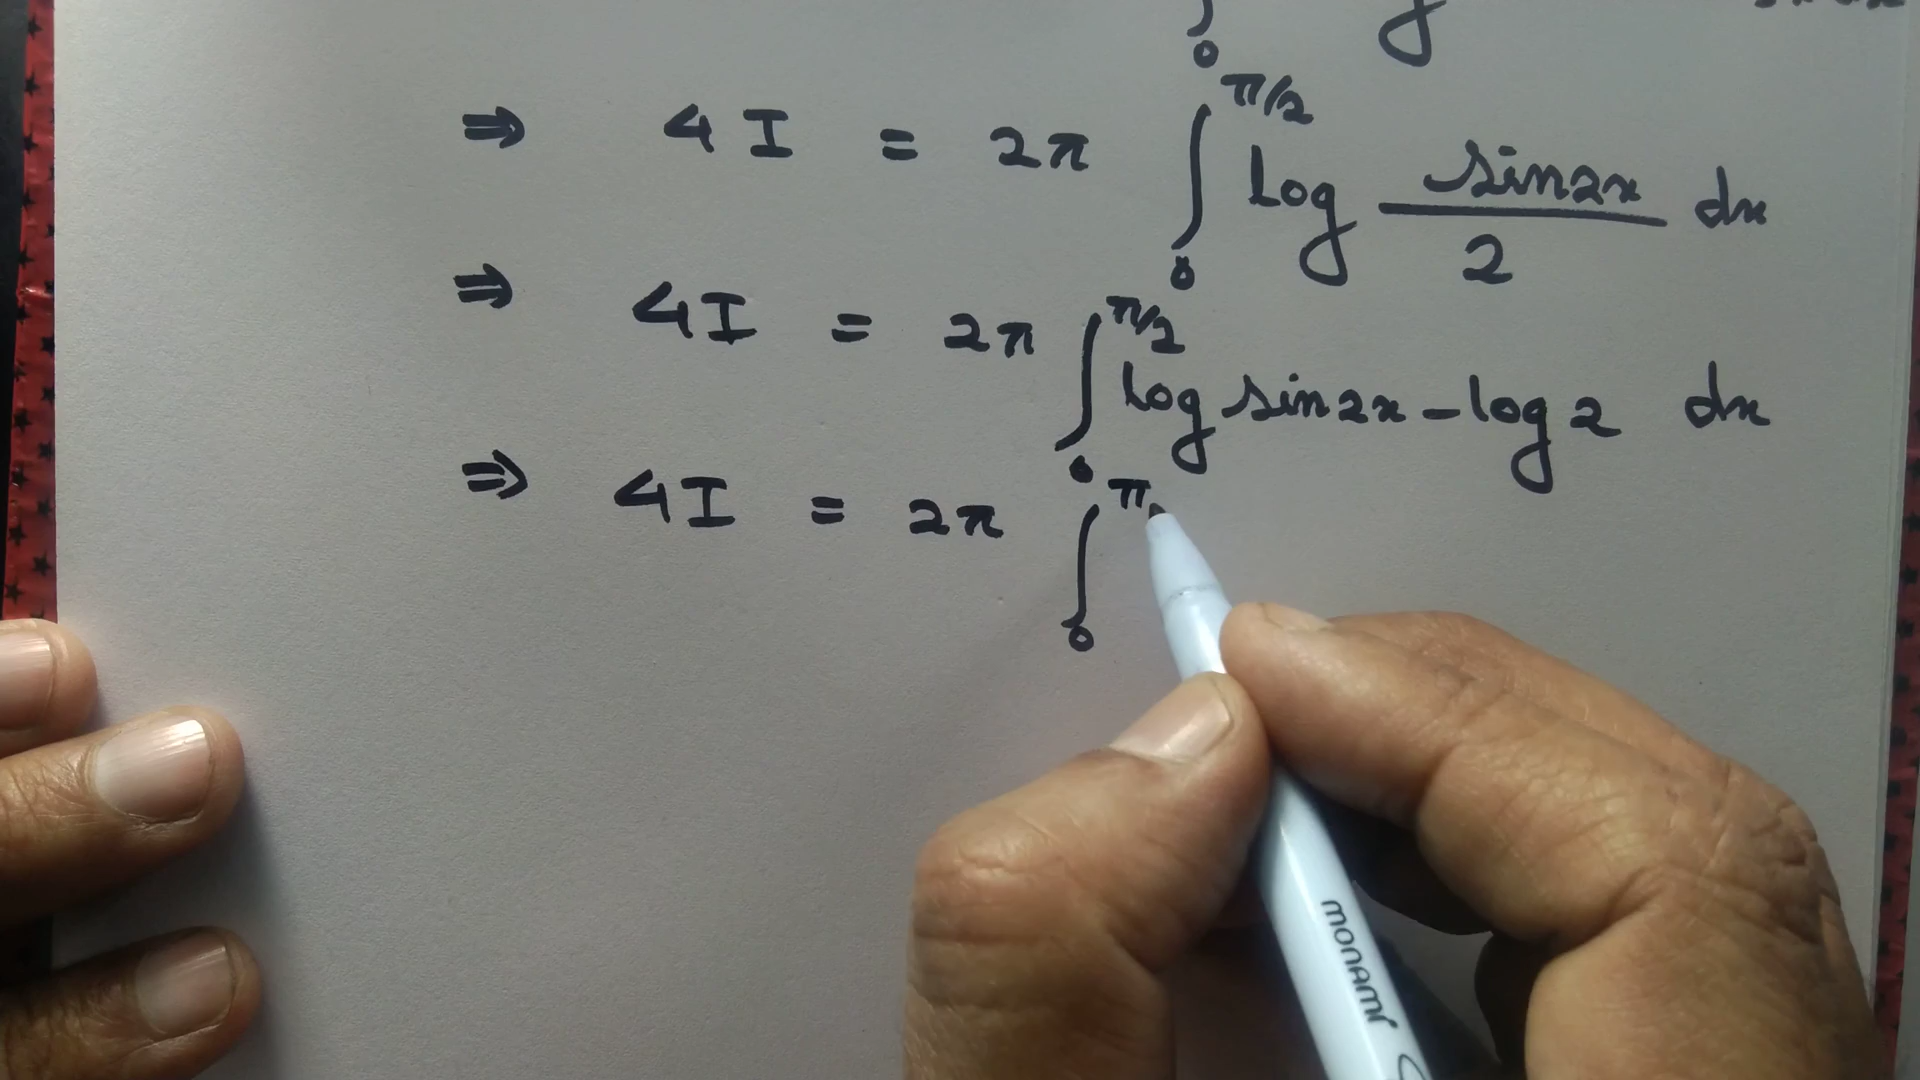 0
⇒ 4I = 2π ∫₀^π/2 log sin2x/2 dx
⇒ 4I = 2π ∫₀^π/2 log sin2x - log 2 dx
⇒ 4I = 2π ∫₀^π
monami